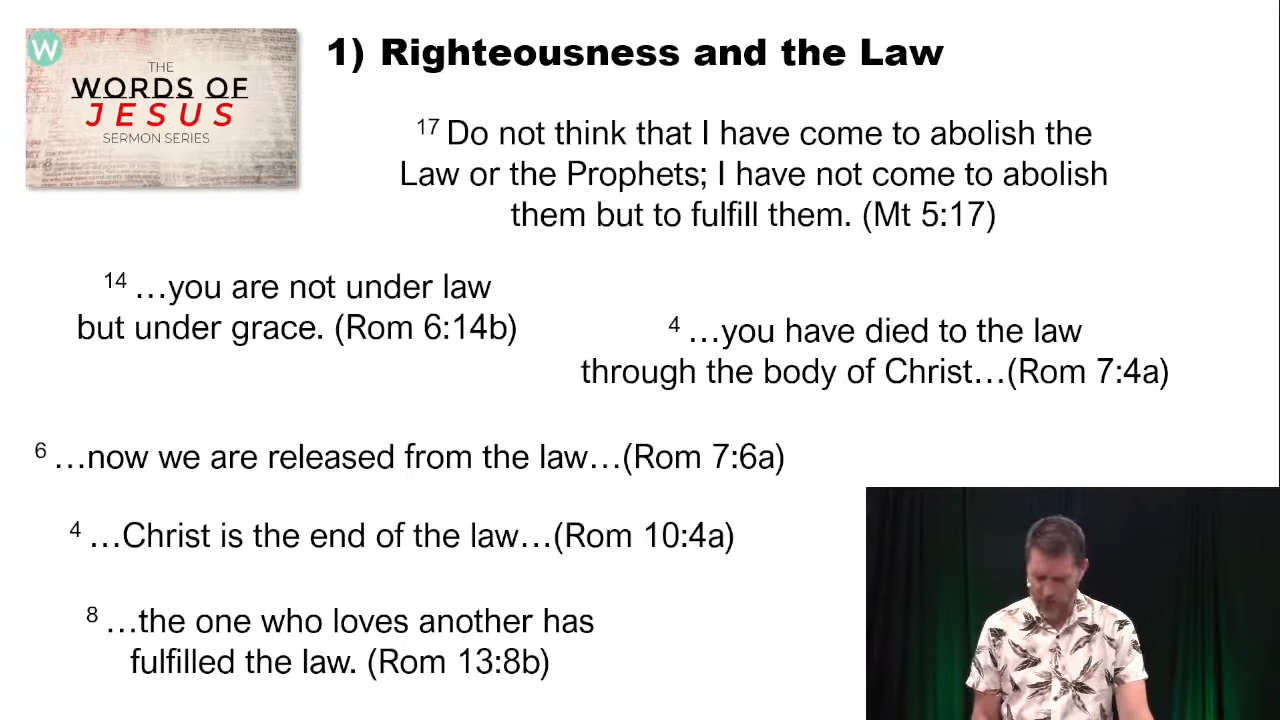 W
THE
WORDS OF
JESUS
SERMON SERIES
1) Righteousness and the Law
17 Do not think that I have come to abolish the
Law or the Prophets; I have not come to abolish
them but to fulfill them. (Mt 5:17)
14 …you are not under law
but under grace. (Rom 6:14b)
4 …you have died to the law
through the body of Christ…(Rom 7:4a)
6 …now we are released from the law…(Rom 7:6a)
4 …Christ is the end of the law…(Rom 10:4a)
8 …the one who loves another has
fulfilled the law. (Rom 13:8b)